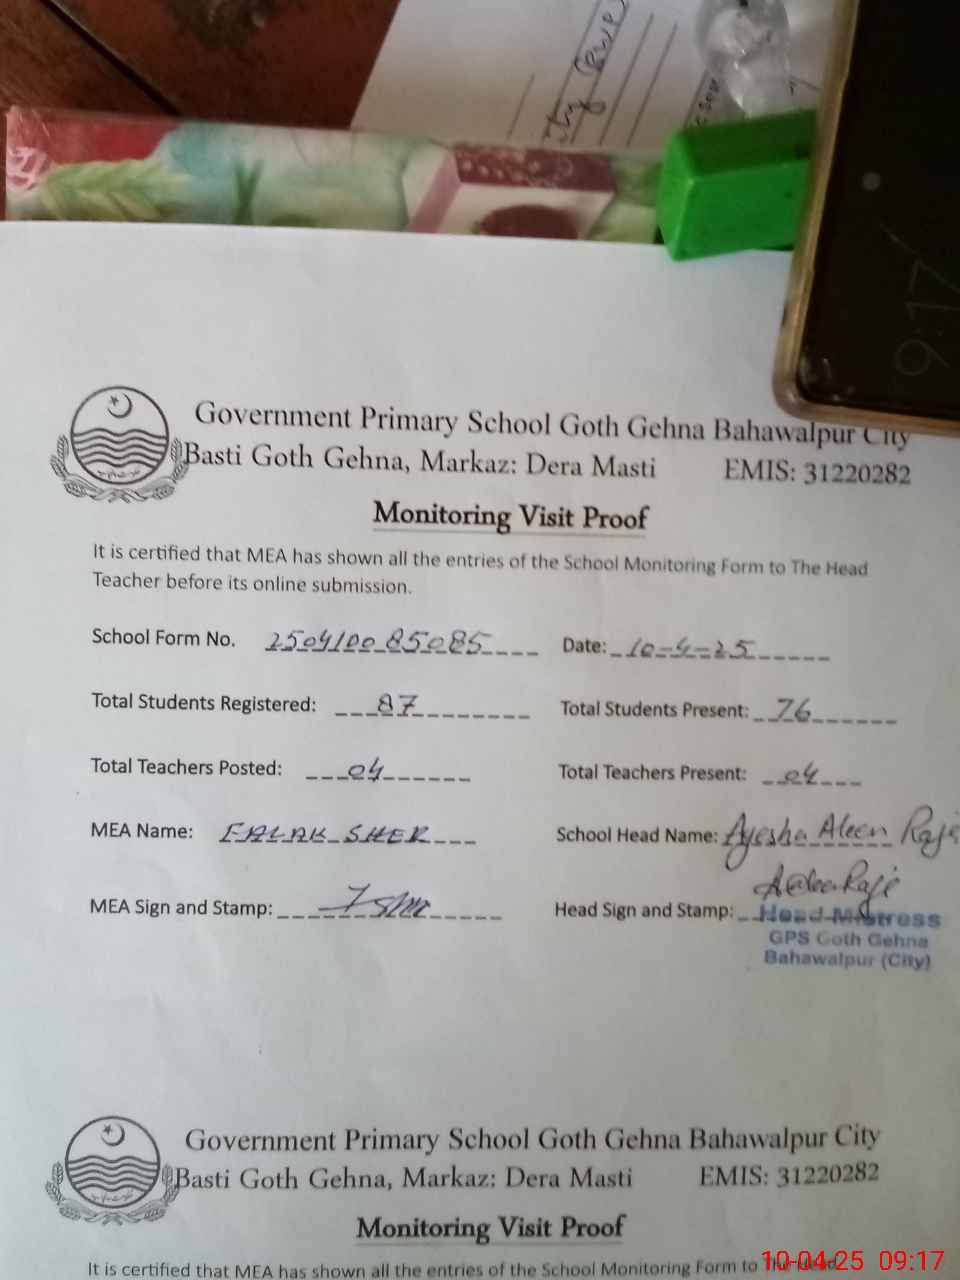 Government Primary School Goth Gehna Bahawalpur City
Basti Goth Gehna, Markaz: Dera Masti EMIS: 31220282
Monitoring Visit Proof
It is certified that MEA has shown all the entries of the School Monitoring Form to The Head
Teacher before its online submission.
School Form No. 250410085085 Date: 10-4-25
Total Students Registered: 87 Total Students Present: 76
Total Teachers Posted: 04 Total Teachers Present: 04
MEA Name: FALAK SHER School Head Name: Ayesha Aleen Raje
MEA Sign and Stamp: Head Sign and Stamp:
Head Mistress
GPS Goth Gehna
Bahawalpur (City)
Government Primary School Goth Gehna Bahawalpur City
Basti Goth Gehna, Markaz: Dera Masti EMIS: 31220282
Monitoring Visit Proof
It is certified that MEA has shown all the entries of the School Monitoring Form to
10-04-25 09:17